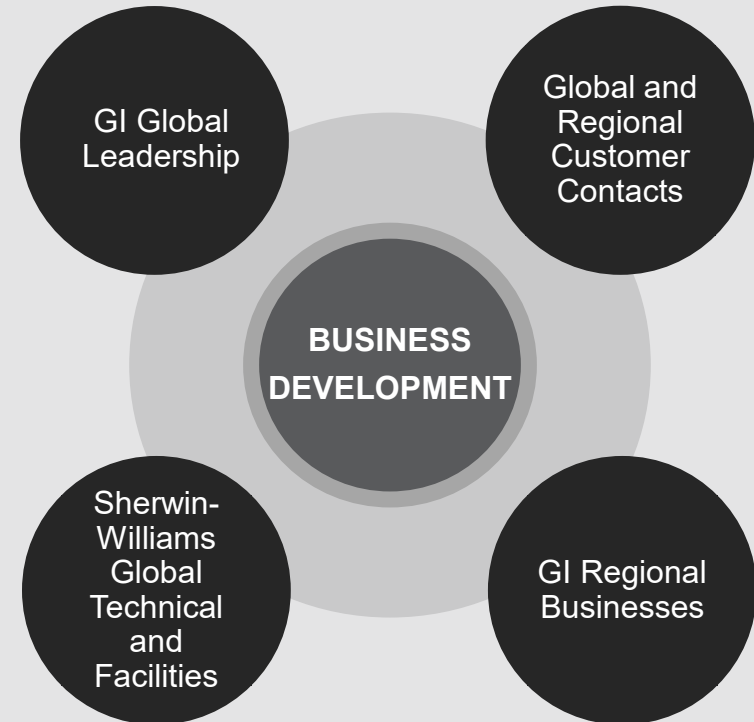 GI Global
Leadership
Global and
Regional
Customer
Contacts
BUSINESS
DEVELOPMENT
Sherwin-
Williams
Global
Technical
and
Facilities
GI Regional
Businesses